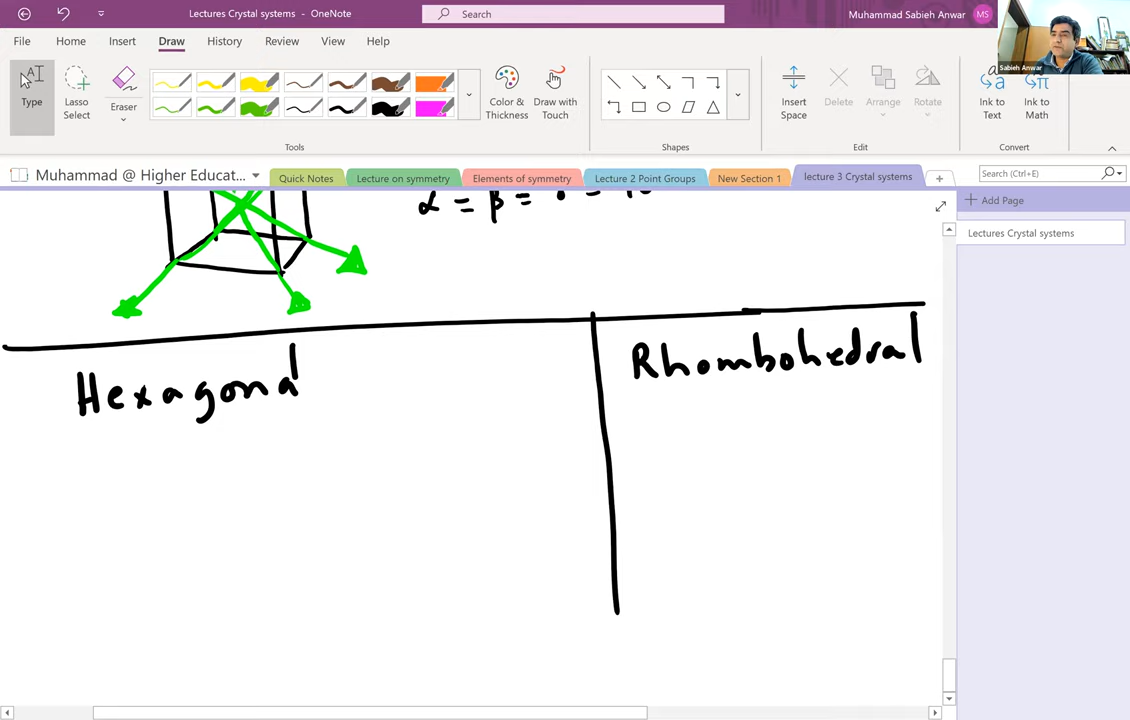 Lectures Crystal systems - OneNote
Search
Muhammad Sabieh Anwar
MS
Sabieh Anwar
File
Home
Insert
Draw
History
Review
View
Help
Type
Lasso Select
Eraser
Color & Thickness
Draw with Touch
Insert Space
Delete
Arrange
Rotate
Ink to Text
Ink to Math
Tools
Shapes
Edit
Convert
Muhammad @ Higher Educat...
Quick Notes
Lecture on symmetry
Elements of symmetry
Lecture 2 Point Groups
New Section 1
lecture 3 Crystal systems
Search (Ctrl+E)
Add Page
Lectures Crystal systems
α = β =
Hexagonal
Rhombohedral